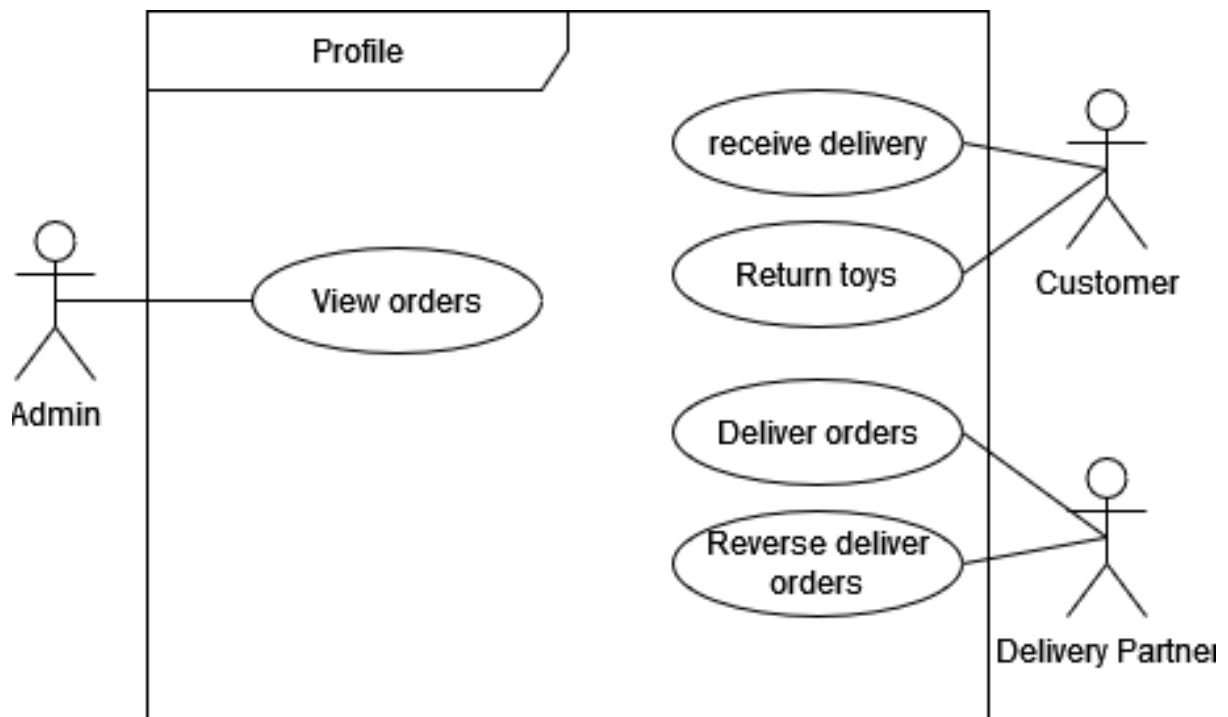 Profile
receive delivery
Return toys
Customer
View orders
Admin
Deliver orders
Reverse deliver
orders
Delivery Partner